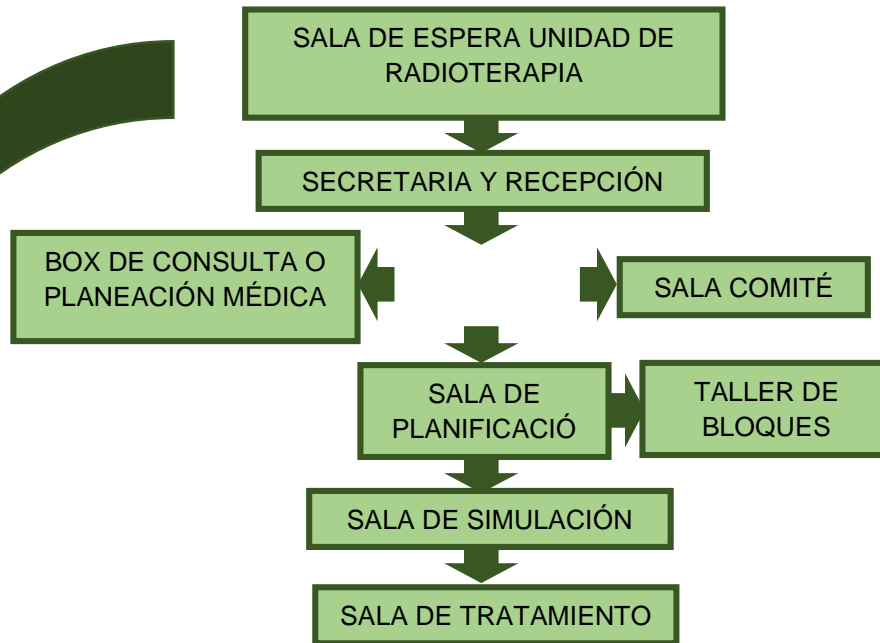 SALA DE ESPERA UNIDAD DE
RADIOTERAPIA
SECRETARIA Y RECEPCIÓN
BOX DE CONSULTA O
PLANEACIÓN MÉDICA
SALA COMITÉ
SALA DE
PLANIFICACIÓ
TALLER DE
BLOQUES
SALA DE SIMULACIÓN
SALA DE TRATAMIENTO